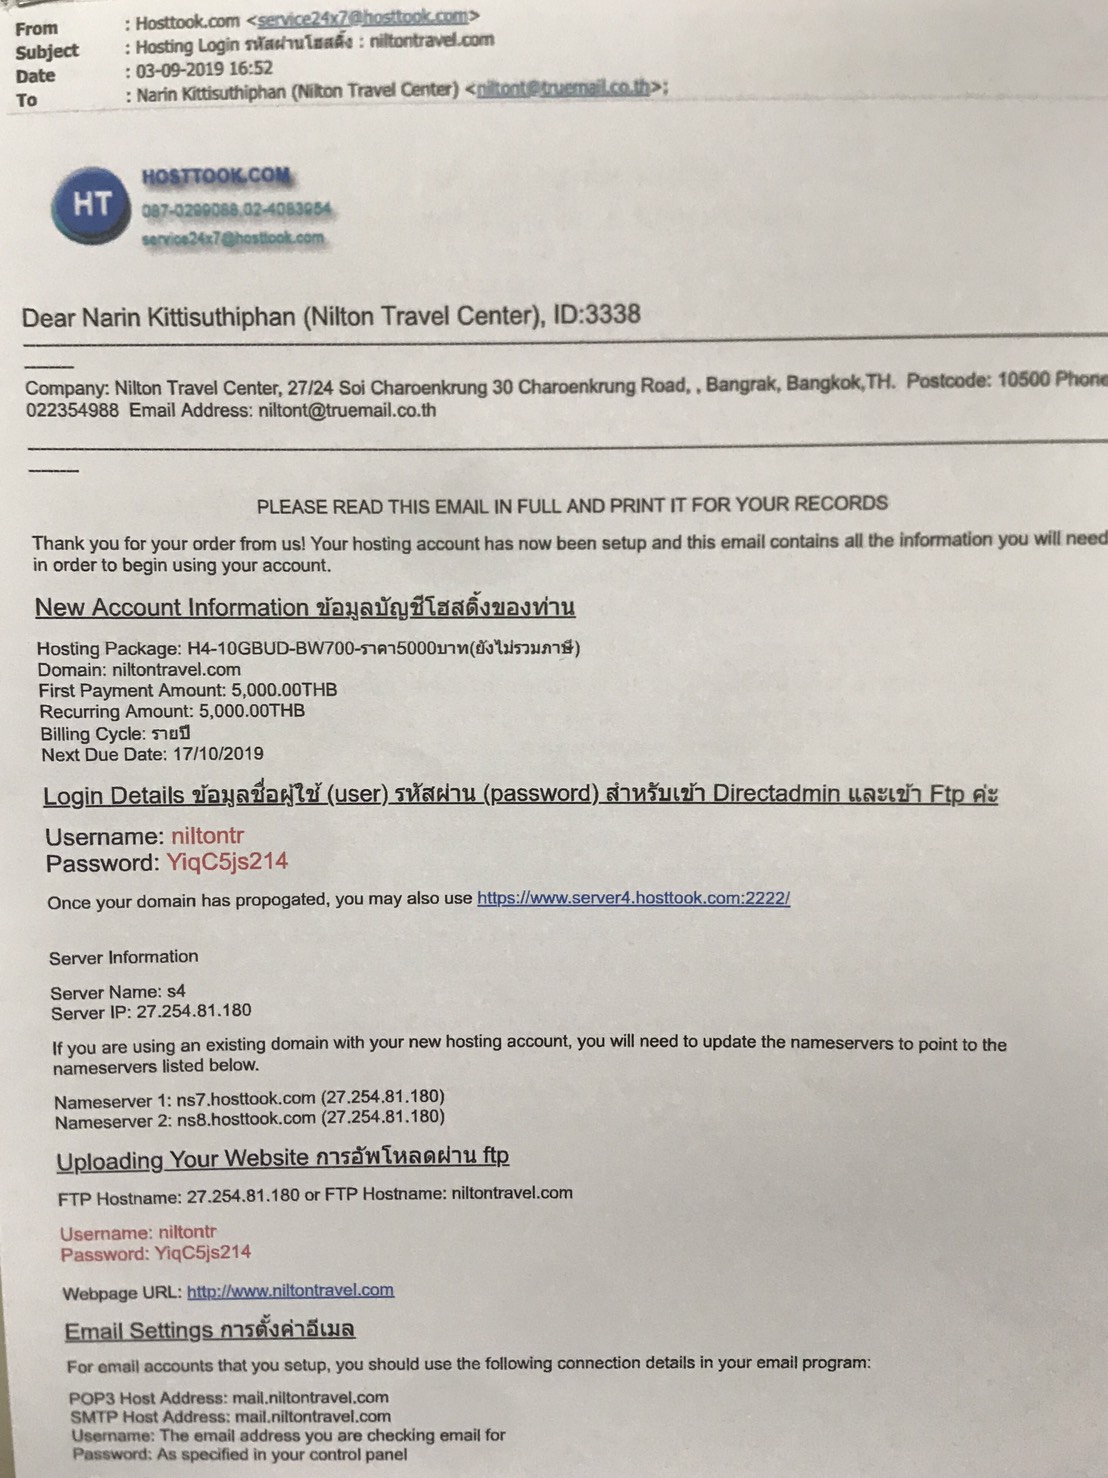 From : Hosttook.com <service24x7@hosttook.com>
Subject : Hosting Login รหัสผ่านโฮสติ้ง : niltontravel.com
Date : 03-09-2019 16:52
To : Narin Kittisuthiphan (Nilton Travel Center) <niltont@truemail.co.th>;
HT
HOSTTOOK.COM
087-0299088,02-4083954
service24x7@hosttook.com
Dear Narin Kittisuthiphan (Nilton Travel Center), ID:3338
Company: Nilton Travel Center, 27/24 Soi Charoenkrung 30 Charoenkrung Road, , Bangrak, Bangkok,TH. Postcode: 10500 Phone
022354988 Email Address: niltont@truemail.co.th
PLEASE READ THIS EMAIL IN FULL AND PRINT IT FOR YOUR RECORDS
Thank you for your order from us! Your hosting account has now been setup and this email contains all the information you will need
in order to begin using your account.
New Account Information ข้อมูลบัญชีโฮสติ้งของท่าน
Hosting Package: H4-10GBUD-BW700-ราคา5000บาท(ยังไม่รวมภาษี)
Domain: niltontravel.com
First Payment Amount: 5,000.00THB
Recurring Amount: 5,000.00THB
Billing Cycle: รายปี
Next Due Date: 17/10/2019
Login Details ข้อมูลชื่อผู้ใช้ (user) รหัสผ่าน (password) สำหรับเข้า Directadmin และเข้า Ftp ค่ะ
Username: niltontr
Password: YiqC5js214
Once your domain has propogated, you may also use https://www.server4.hosttook.com:2222/
Server Information
Server Name: s4
Server IP: 27.254.81.180
If you are using an existing domain with your new hosting account, you will need to update the nameservers to point to the
nameservers listed below.
Nameserver 1: ns7.hosttook.com (27.254.81.180)
Nameserver 2: ns8.hosttook.com (27.254.81.180)
Uploading Your Website การอัพโหลดผ่าน ftp
FTP Hostname: 27.254.81.180 or FTP Hostname: niltontravel.com
Username: niltontr
Password: YiqC5js214
Webpage URL: http://www.niltontravel.com
Email Settings การตั้งค่าอีเมล
For email accounts that you setup, you should use the following connection details in your email program:
POP3 Host Address: mail.niltontravel.com
SMTP Host Address: mail.niltontravel.com
Username: The email address you are checking email for
Password: As specified in your control panel